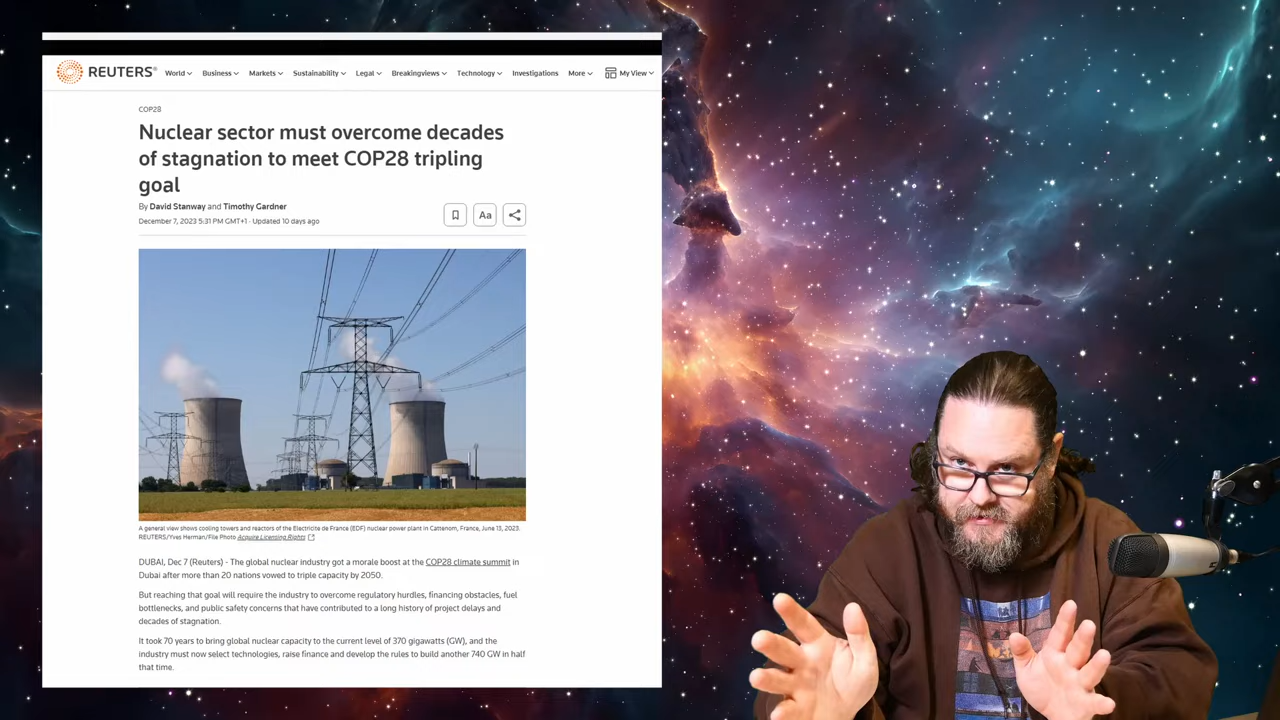 REUTERS®
World Business Markets Sustainability Legal Breakingviews Technology Investigations More My View
COP28
Nuclear sector must overcome decades
of stagnation to meet COP28 tripling
goal
By David Stanway and Timothy Gardner
December 7, 2023 5:31 PM GMT+1 · Updated 10 days ago
Aa
A general view shows cooling towers and reactors of the Electricite de France (EDF) nuclear power plant in Cattenom, France, June 13, 2023.
REUTERS/Yves Herman/File Photo Acquire Licensing Rights
DUBAI, Dec 7 (Reuters) - The global nuclear industry got a morale boost at the COP28 climate summit in
Dubai after more than 20 nations vowed to triple capacity by 2050.
But reaching that goal will require the industry to overcome regulatory hurdles, financing obstacles, fuel
bottlenecks, and public safety concerns that have contributed to a long history of project delays and
decades of stagnation.
It took 70 years to bring global nuclear capacity to the current level of 370 gigawatts (GW), and the
industry must now select technologies, raise finance and develop the rules to build another 740 GW in half
that time.